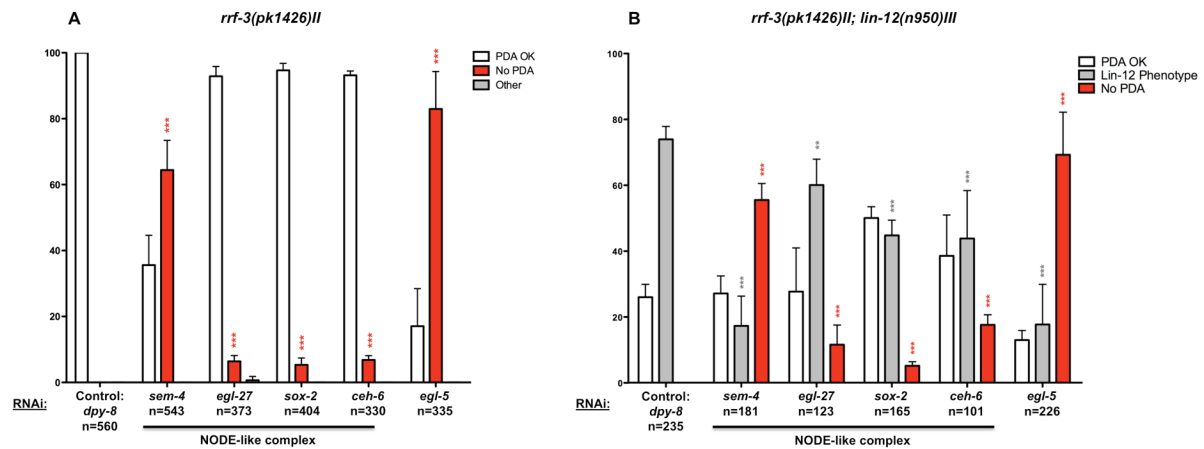 A
rrf-3(pk1426)II
100
80
60
40
20
0
PDA OK
No PDA
Other
***
***
***
***
***
RNAi:
Control:
dpy-8
n=560
sem-4
n=543
egl-27
n=373
sox-2
n=404
ceh-6
n=330
egl-5
n=335
NODE-like complex
B
rrf-3(pk1426)II; lin-12(n950)III
100
80
60
40
20
0
PDA OK
Lin-12 Phenotype
No PDA
***
***
**
***
***
***
***
***
***
***
RNAi:
Control:
dpy-8
n=235
sem-4
n=181
egl-27
n=123
sox-2
n=165
ceh-6
n=101
egl-5
n=226
NODE-like complex